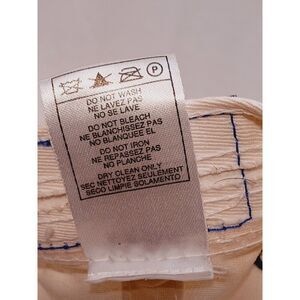 P
DO NOT WASH
NE LAVEZ PAS
NO SE LAVE
DO NOT BLEACH
NE BLANCHISSEZ PAS
NO BLANQUEE EL
DO NOT IRON
NE REPASSEZ PAS
NO PLANCHE
DRY CLEAN ONLY
SEC NETTOYEZ SEULEMENT
SECO LIMPIE SOLAMENTO